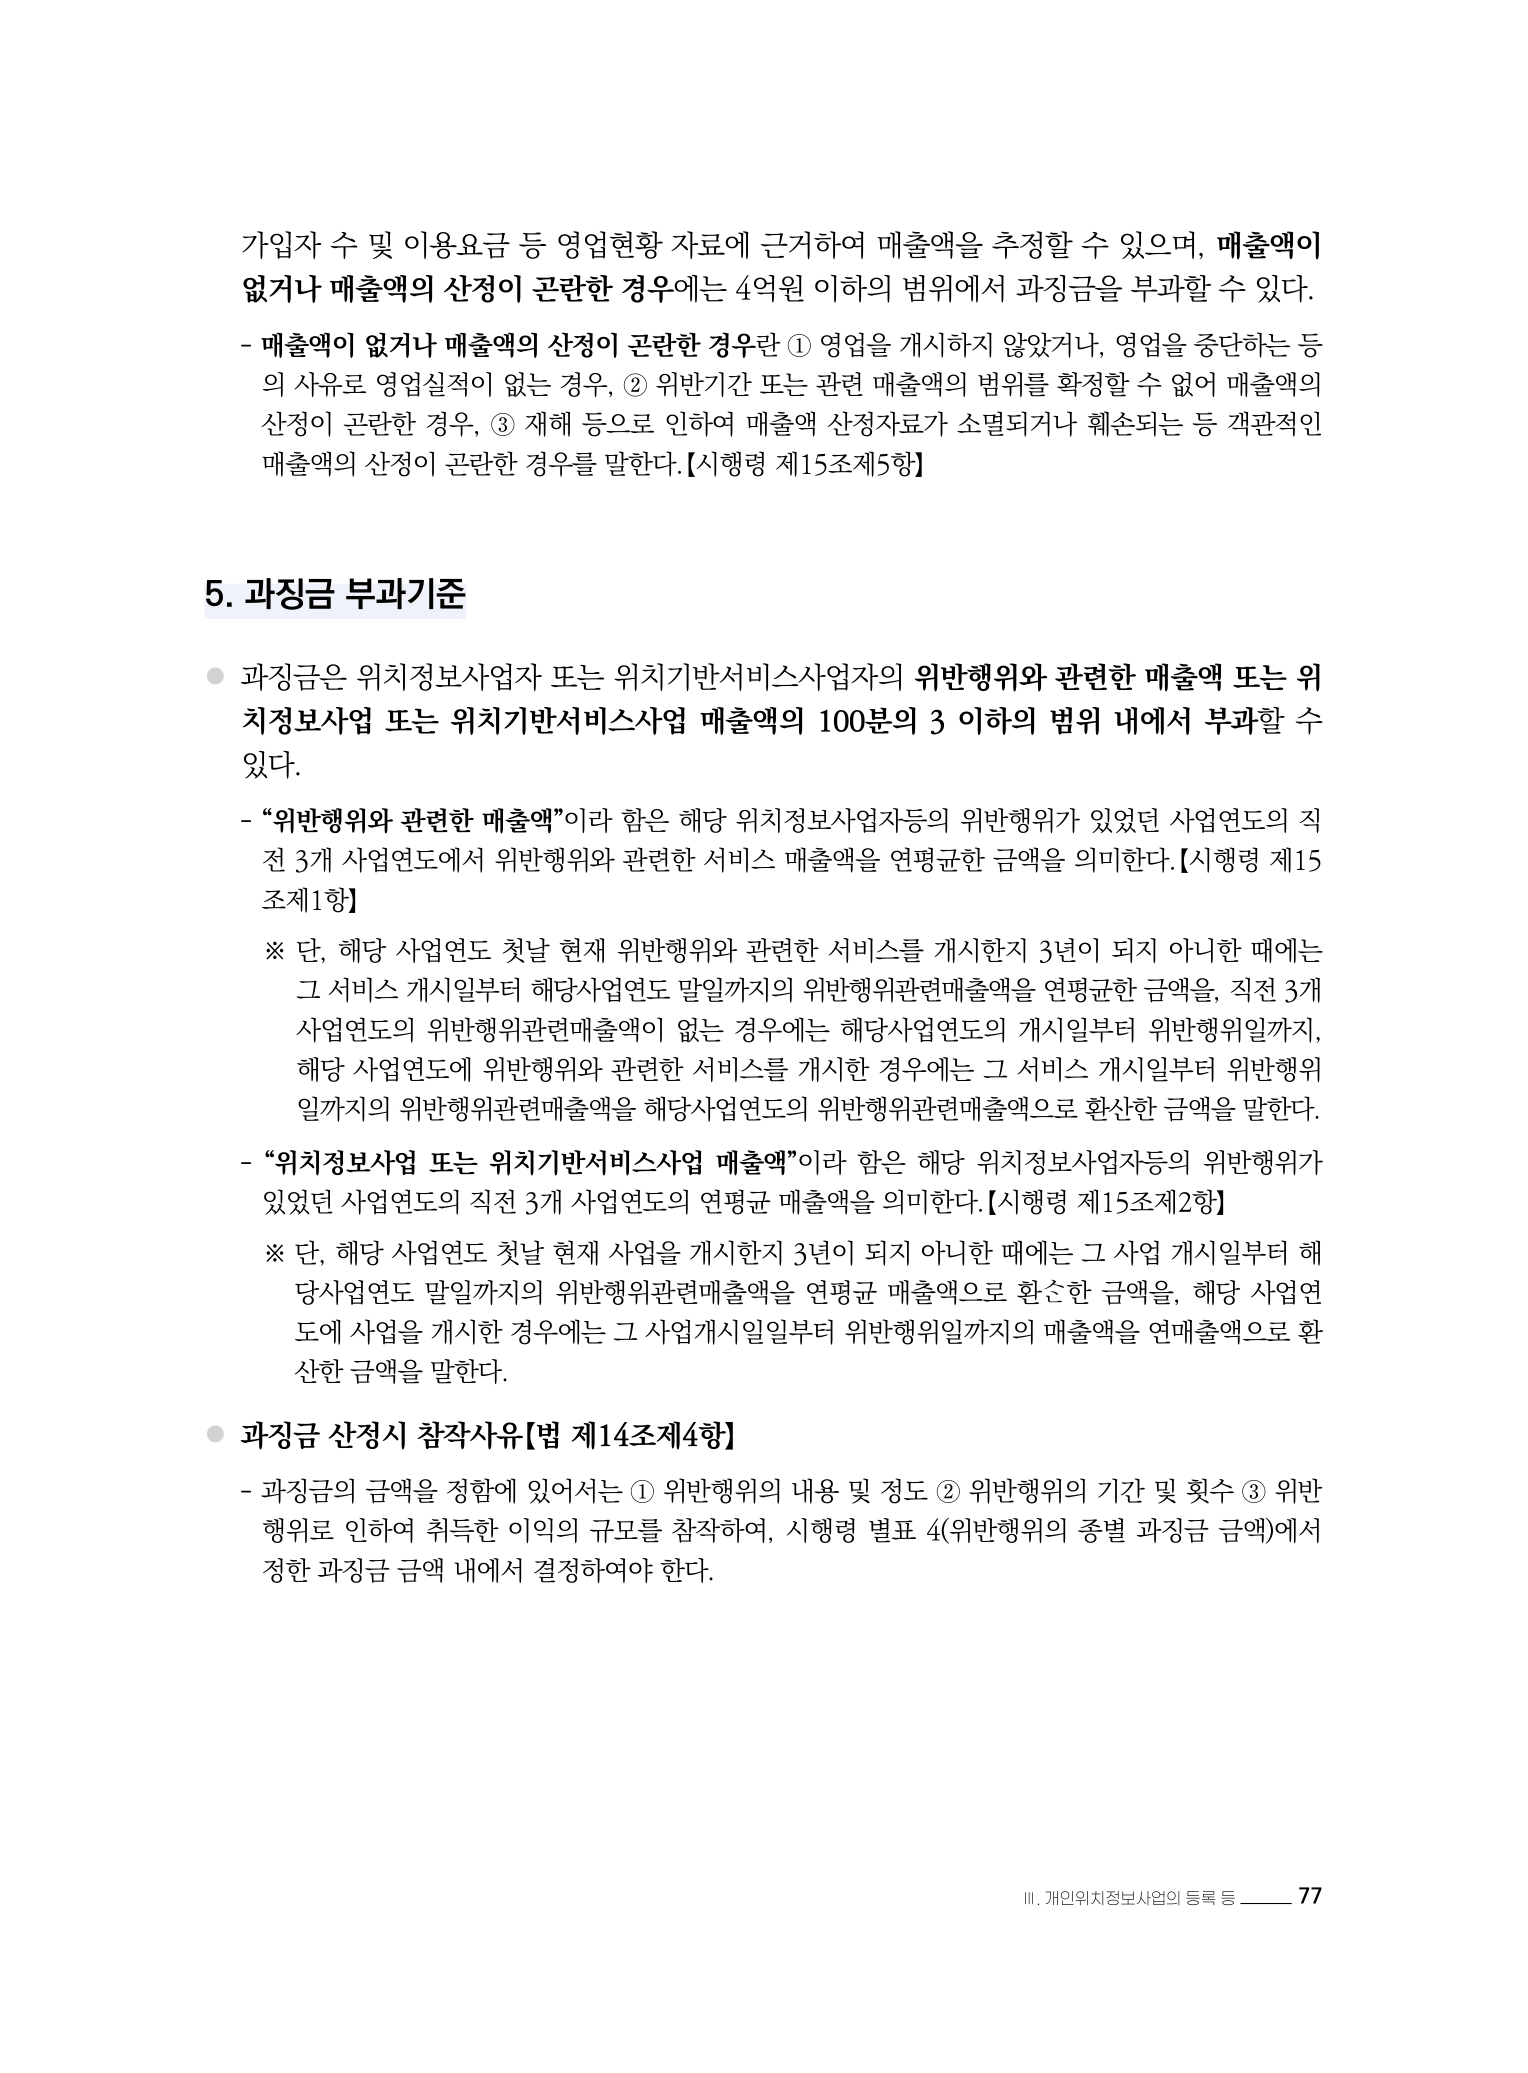 가입자 수 및 이용요금 등 영업현황 자료에 근거하여 매출액을 추정할 수 있으며, 매출액이
없거나 매출액의 산정이 곤란한 경우에는 4억원 이하의 범위에서 과징금을 부과할 수 있다.
- 매출액이 없거나 매출액의 산정이 곤란한 경우란 ① 영업을 개시하지 않았거나, 영업을 중단하는 등
의 사유로 영업실적이 없는 경우, ② 위반기간 또는 관련 매출액의 범위를 확정할 수 없어 매출액의
산정이 곤란한 경우, ③ 재해 등으로 인하여 매출액 산정자료가 소멸되거나 훼손되는 등 객관적인
매출액의 산정이 곤란한 경우를 말한다.【시행령 제15조제5항】
5. 과징금 부과기준
● 과징금은 위치정보사업자 또는 위치기반서비스사업자의 위반행위와 관련한 매출액 또는 위
치정보사업 또는 위치기반서비스사업 매출액의 100분의 3 이하의 범위 내에서 부과할 수
있다.
- “위반행위와 관련한 매출액”이라 함은 해당 위치정보사업자등의 위반행위가 있었던 사업연도의 직
전 3개 사업연도에서 위반행위와 관련한 서비스 매출액을 연평균한 금액을 의미한다.【시행령 제15
조제1항】
※ 단, 해당 사업연도 첫날 현재 위반행위와 관련한 서비스를 개시한지 3년이 되지 아니한 때에는
그 서비스 개시일부터 해당사업연도 말일까지의 위반행위관련매출액을 연평균한 금액을, 직전 3개
사업연도의 위반행위관련매출액이 없는 경우에는 해당사업연도의 개시일부터 위반행위일까지,
해당 사업연도에 위반행위와 관련한 서비스를 개시한 경우에는 그 서비스 개시일부터 위반행위
일까지의 위반행위관련매출액을 해당사업연도의 위반행위관련매출액으로 환산한 금액을 말한다.
- “위치정보사업 또는 위치기반서비스사업 매출액”이라 함은 해당 위치정보사업자등의 위반행위가
있었던 사업연도의 직전 3개 사업연도의 연평균 매출액을 의미한다.【시행령 제15조제2항】
※ 단, 해당 사업연도 첫날 현재 사업을 개시한지 3년이 되지 아니한 때에는 그 사업 개시일부터 해
당사업연도 말일까지의 위반행위관련매출액을 연평균 매출액으로 환슨한 금액을, 해당 사업연
도에 사업을 개시한 경우에는 그 사업개시일일부터 위반행위일까지의 매출액을 연매출액으로 환
산한 금액을 말한다.
● 과징금 산정시 참작사유【법 제14조제4항】
- 과징금의 금액을 정함에 있어서는 ① 위반행위의 내용 및 정도 ② 위반행위의 기간 및 횟수 ③ 위반
행위로 인하여 취득한 이익의 규모를 참작하여, 시행령 별표 4(위반행위의 종별 과징금 금액)에서
정한 과징금 금액 내에서 결정하여야 한다.
Ⅲ. 개인위치정보사업의 등록 등 77